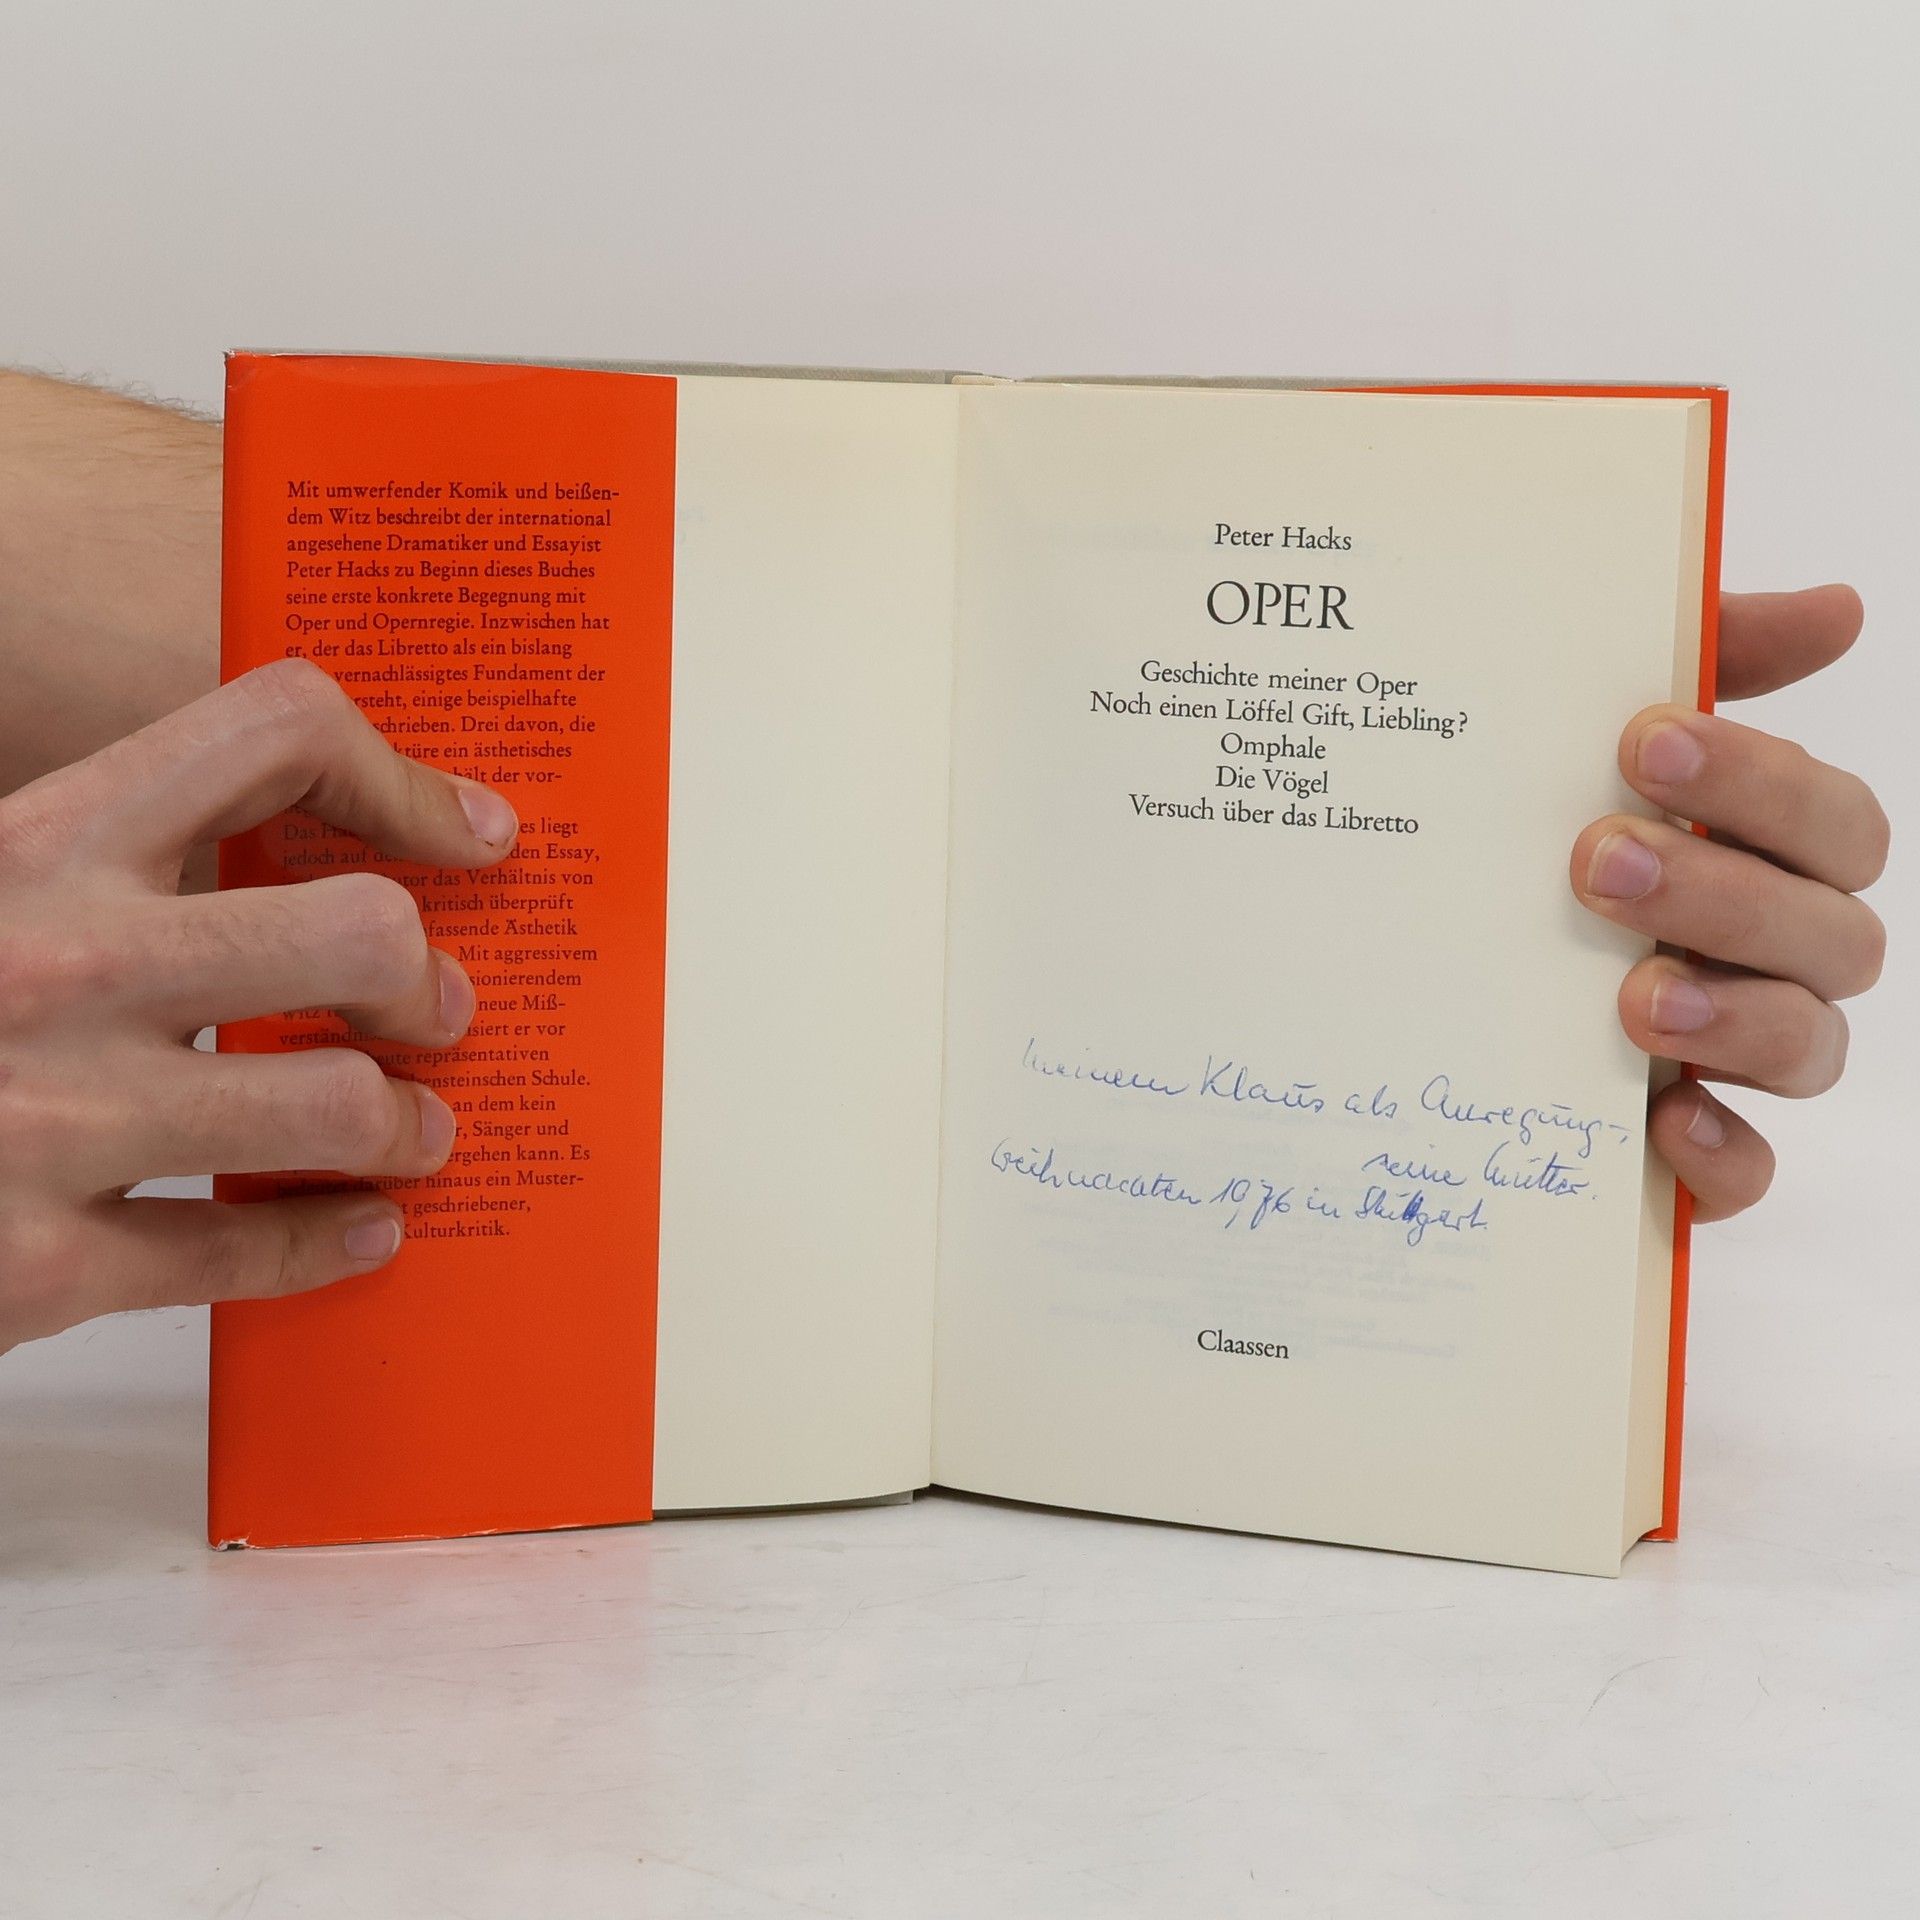 Mit umwerfender Komik und beißen-
dem Witz beschreibt der international
angesehene Dramatiker und Essayist
Peter Hacks zu Beginn dieses Buches
seine erste konkrete Begegnung mit
Oper und Opernregie. Inzwischen hat
er, der das Libretto als ein bislang
vernachlässigtes Fundament der
einige beispielhafte
Drei davon, die
ein ästhetisches
der vor-
liegt
jedoch auf Essay,
das Verhältnis von
kritisch überprüft
Ästhetik
Mit aggressivem
neue Miß-
er vor
repräsentativen
Schule.
an dem kein
Sänger und
kann. Es
darüber hinaus ein Muster-
geschriebener,
Kulturkritik.
Peter Hacks
OPER
Geschichte meiner Oper
Noch einen Löffel Gift, Liebling?
Omphale
Die Vögel
Versuch über das Libretto
meinem Klaus als Anregung-,
seine Mutter.
Weihnachten 1976 in Stuttgart.
Claassen